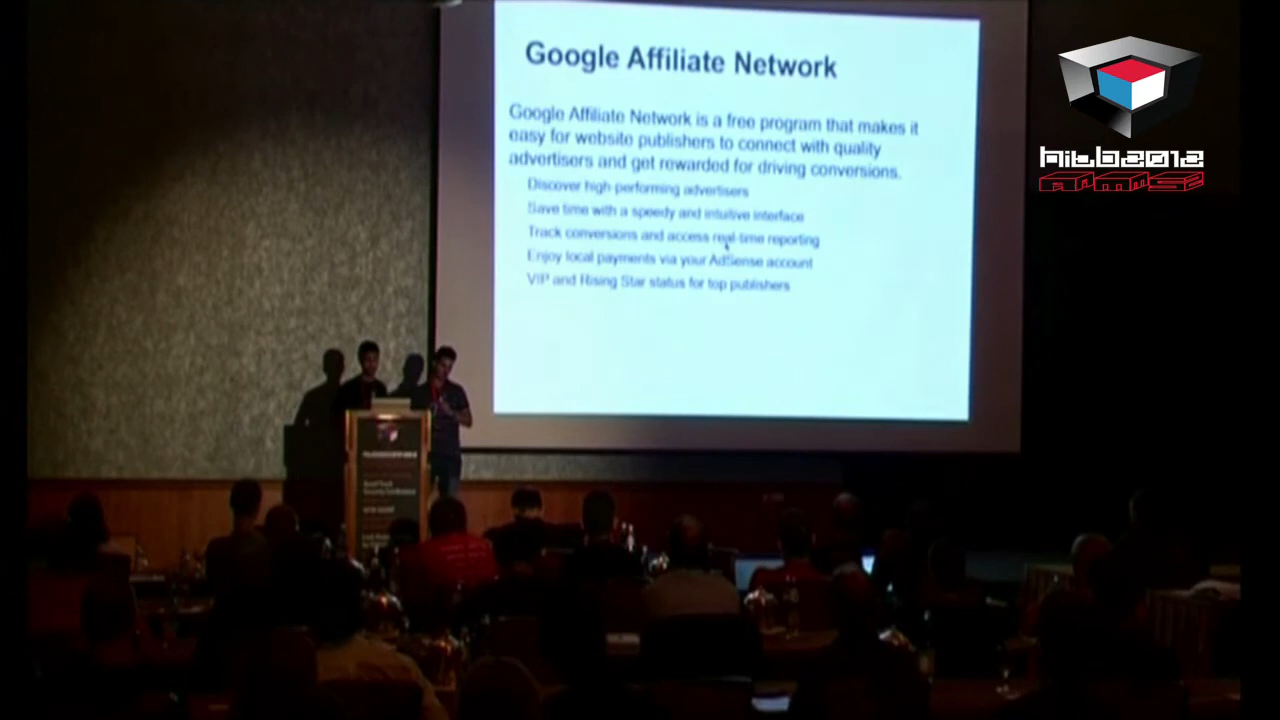 Google Affiliate Network
Google Affiliate Network is a free program that makes it
easy for website publishers to connect with quality
advertisers and get rewarded for driving conversions.
Discover high-performing advertisers
Save time with a speedy and intuitive interface
Track conversions and access real-time reporting
Enjoy local payments via your AdSense account
VIP and Rising Star status for top publishers
hitb2012
ams